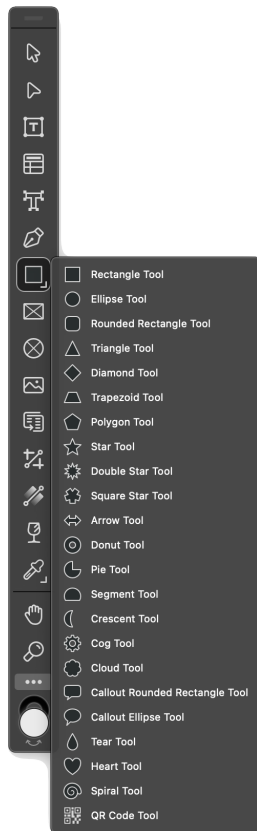 Rectangle Tool
Ellipse Tool
Rounded Rectangle Tool
Triangle Tool
Diamond Tool
Trapezoid Tool
Polygon Tool
Star Tool
Double Star Tool
Square Star Tool
Arrow Tool
Donut Tool
Pie Tool
Segment Tool
Crescent Tool
Cog Tool
Cloud Tool
Callout Rounded Rectangle Tool
Callout Ellipse Tool
Tear Tool
Heart Tool
Spiral Tool
QR Code Tool